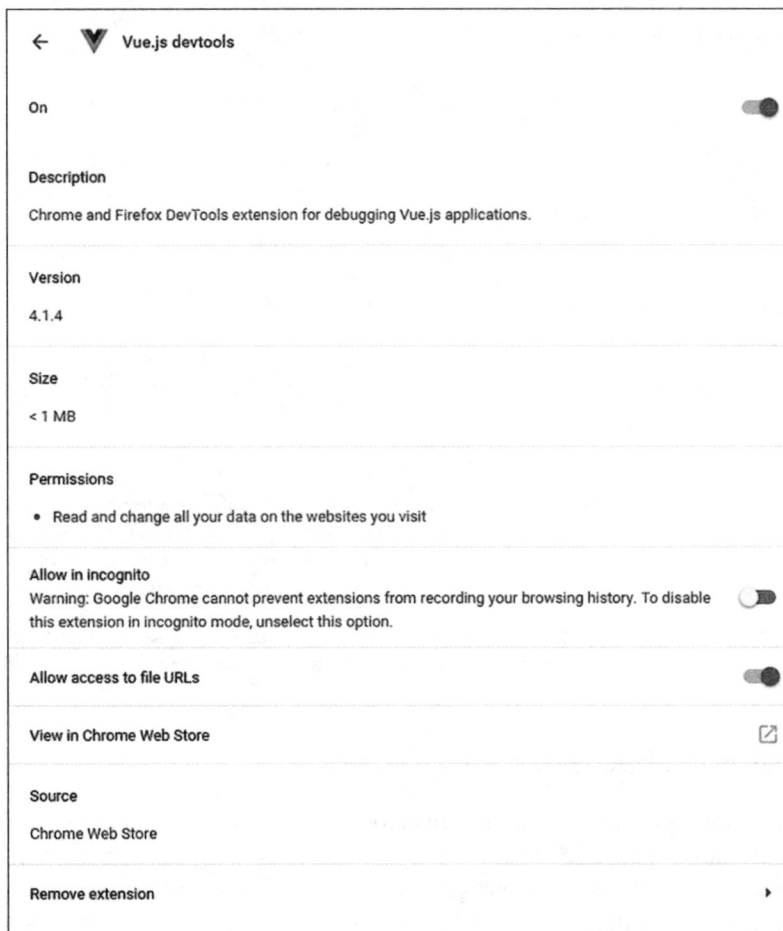 Vue.js devtools
On
Description
Chrome and Firefox DevTools extension for debugging Vue.js applications.
Version
4.1.4
Size
< 1 MB
Permissions
• Read and change all your data on the websites you visit
Allow in incognito
Warning: Google Chrome cannot prevent extensions from recording your browsing history. To disable
this extension in incognito mode, unselect this option.
Allow access to file URLs
View in Chrome Web Store
Source
Chrome Web Store
Remove extension